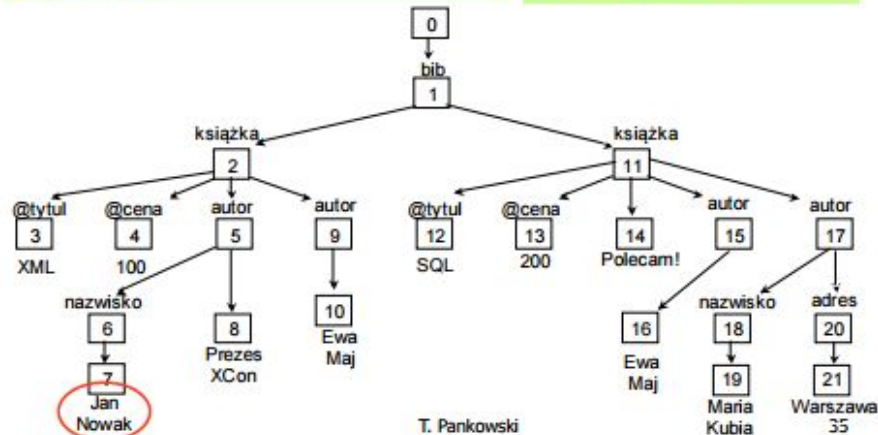 0
bib
1
książka książka
2 11
@tytul @cena autor autor @tytul @cena autor autor
3 4 5 9 12 13 14 15 17
XML 100 SQL 200 Polecam!
nazwisko nazwisko adres
6 8 10 16 18 20
Prezes Ewa Ewa
XCon Maj Maj
7 19 21
Jan Maria Warszawa
Nowak T. Pankowski Kubia 35